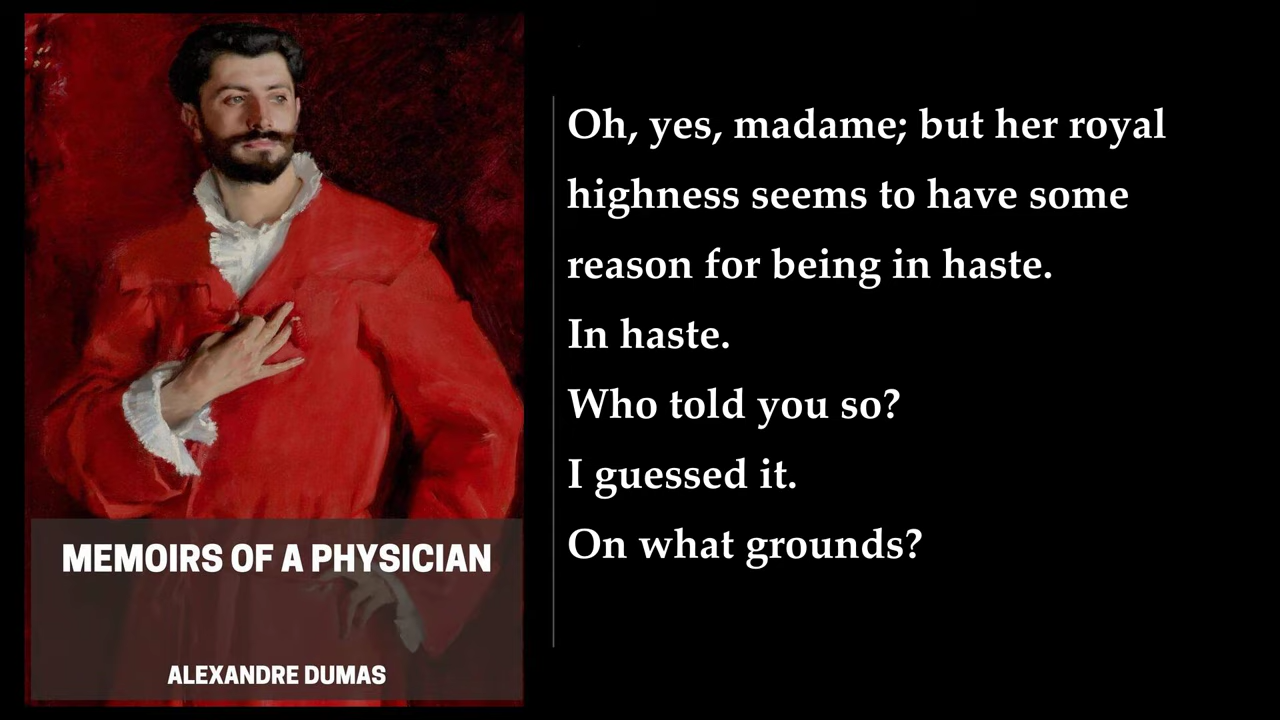 MEMOIRS OF A PHYSICIAN
ALEXANDRE DUMAS
Oh, yes, madame; but her royal
highness seems to have some
reason for being in haste.
In haste.
Who told you so?
I guessed it.
On what grounds?